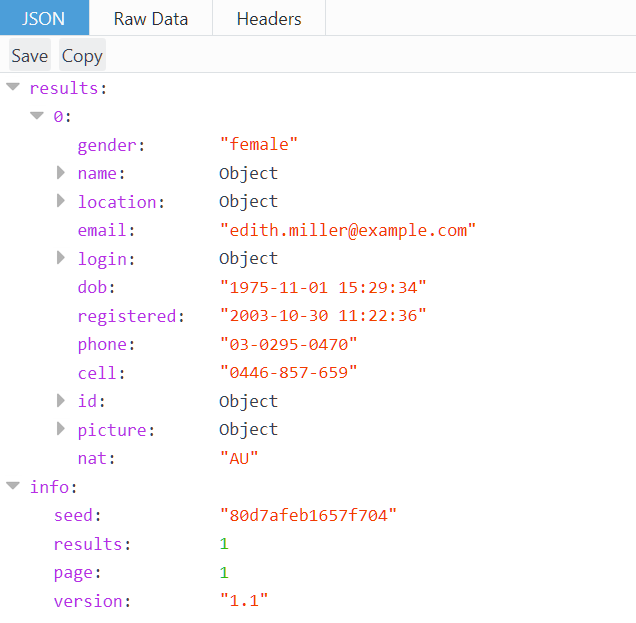 JSON Raw Data Headers
Save Copy
results:
0:
gender: "female"
name: Object
location: Object
email: "edith.miller@example.com"
login: Object
dob: "1975-11-01 15:29:34"
registered: "2003-10-30 11:22:36"
phone: "03-0295-0470"
cell: "0446-857-659"
id: Object
picture: Object
nat: "AU"
info:
seed: "80d7afeb1657f704"
results: 1
page: 1
version: "1.1"